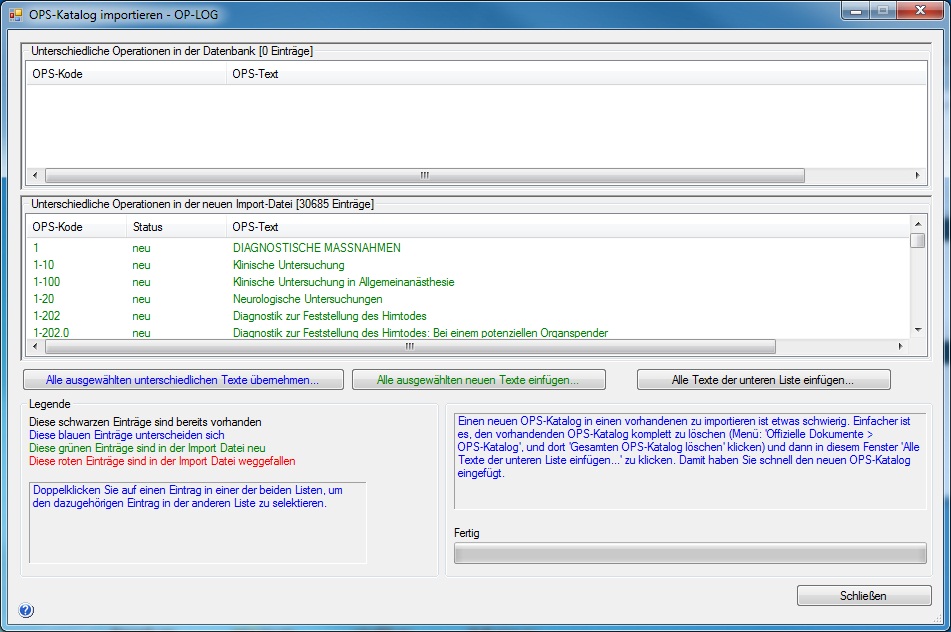 OPS-Katalog importieren - OP-LOG
Unterschiedliche Operationen in der Datenbank [0 Einträge]
OPS-Kode OPS-Text
Unterschiedliche Operationen in der neuen Import-Datei [30685 Einträge]
OPS-Kode Status OPS-Text
1 neu DIAGNOSTISCHE MASSNAHMEN
1-10 neu Klinische Untersuchung
1-100 neu Klinische Untersuchung in Allgemeinanästhesie
1-20 neu Neurologische Untersuchungen
1-202 neu Diagnostik zur Feststellung des Hirntodes
1-202.0 neu Diagnostik zur Feststellung des Hirntodes: Bei einem potenziellen Organspender
Alle ausgewählten unterschiedlichen Texte übernehmen... Alle ausgewählten neuen Texte einfügen... Alle Texte der unteren Liste einfügen...
Legende
Diese schwarzen Einträge sind bereits vorhanden
Diese blauen Einträge unterscheiden sich
Diese grünen Einträge sind in der Import Datei neu
Diese roten Einträge sind in der Import Datei weggefallen
Doppelklicken Sie auf einen Eintrag in einer der beiden Listen, um
den dazugehörigen Eintrag in der anderen Liste zu selektieren.
Einen neuen OPS-Katalog in einen vorhandenen zu importieren ist etwas schwierig. Einfacher ist
es, den vorhandenden OPS-Katalog komplett zu löschen (Menü: 'Offizielle Dokumente >
OPS-Katalog', und dort 'Gesamten OPS-Katalog löschen' klicken) und dann in diesem Fenster 'Alle
Texte der unteren Liste einfügen...' zu klicken. Damit haben Sie schnell den neuen OPS-Katalog
eingefügt.
Fertig
Schließen
?